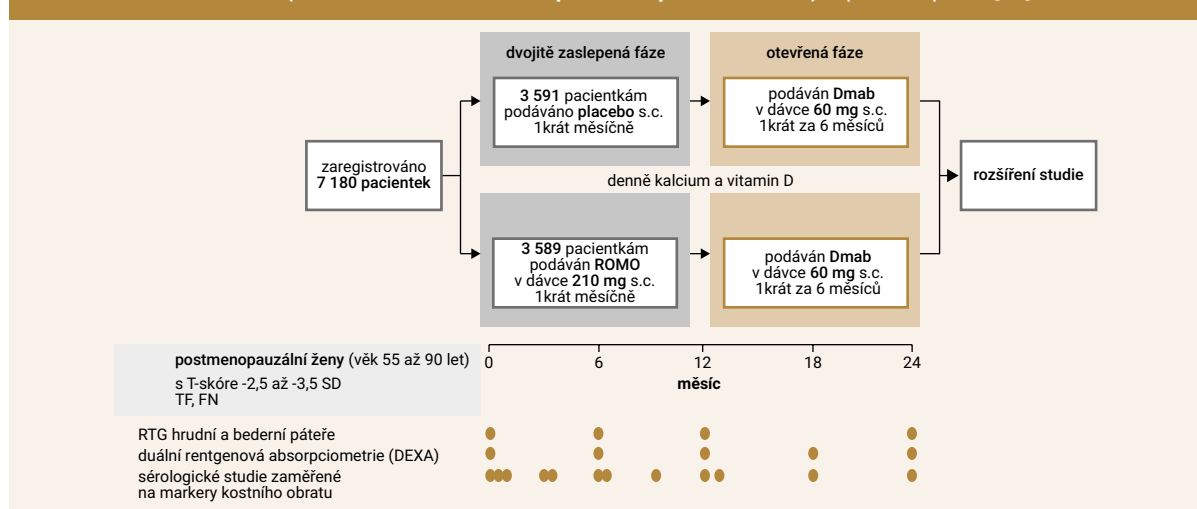 dvojitě zaslepená fáze
otevřená fáze
3 591 pacientkám
podáváno placebo s.c.
1krát měsíčně
podáván Dmab
v dávce 60 mg s.c.
1krát za 6 měsíců
zaregistrováno
7 180 pacientek
denně kalcium a vitamin D
rozšíření studie
3 589 pacientkám
podáván ROMO
v dávce 210 mg s.c.
1krát měsíčně
podáván Dmab
v dávce 60 mg s.c.
1krát za 6 měsíců
postmenopauzální ženy (věk 55 až 90 let)
s T-skóre -2,5 až -3,5 SD
TF, FN
0 6 12 18 24
měsíc
RTG hrudní a bederní páteře
duální rentgenová absorpciometrie (DEXA)
sérologické studie zaměřené
na markery kostního obratu